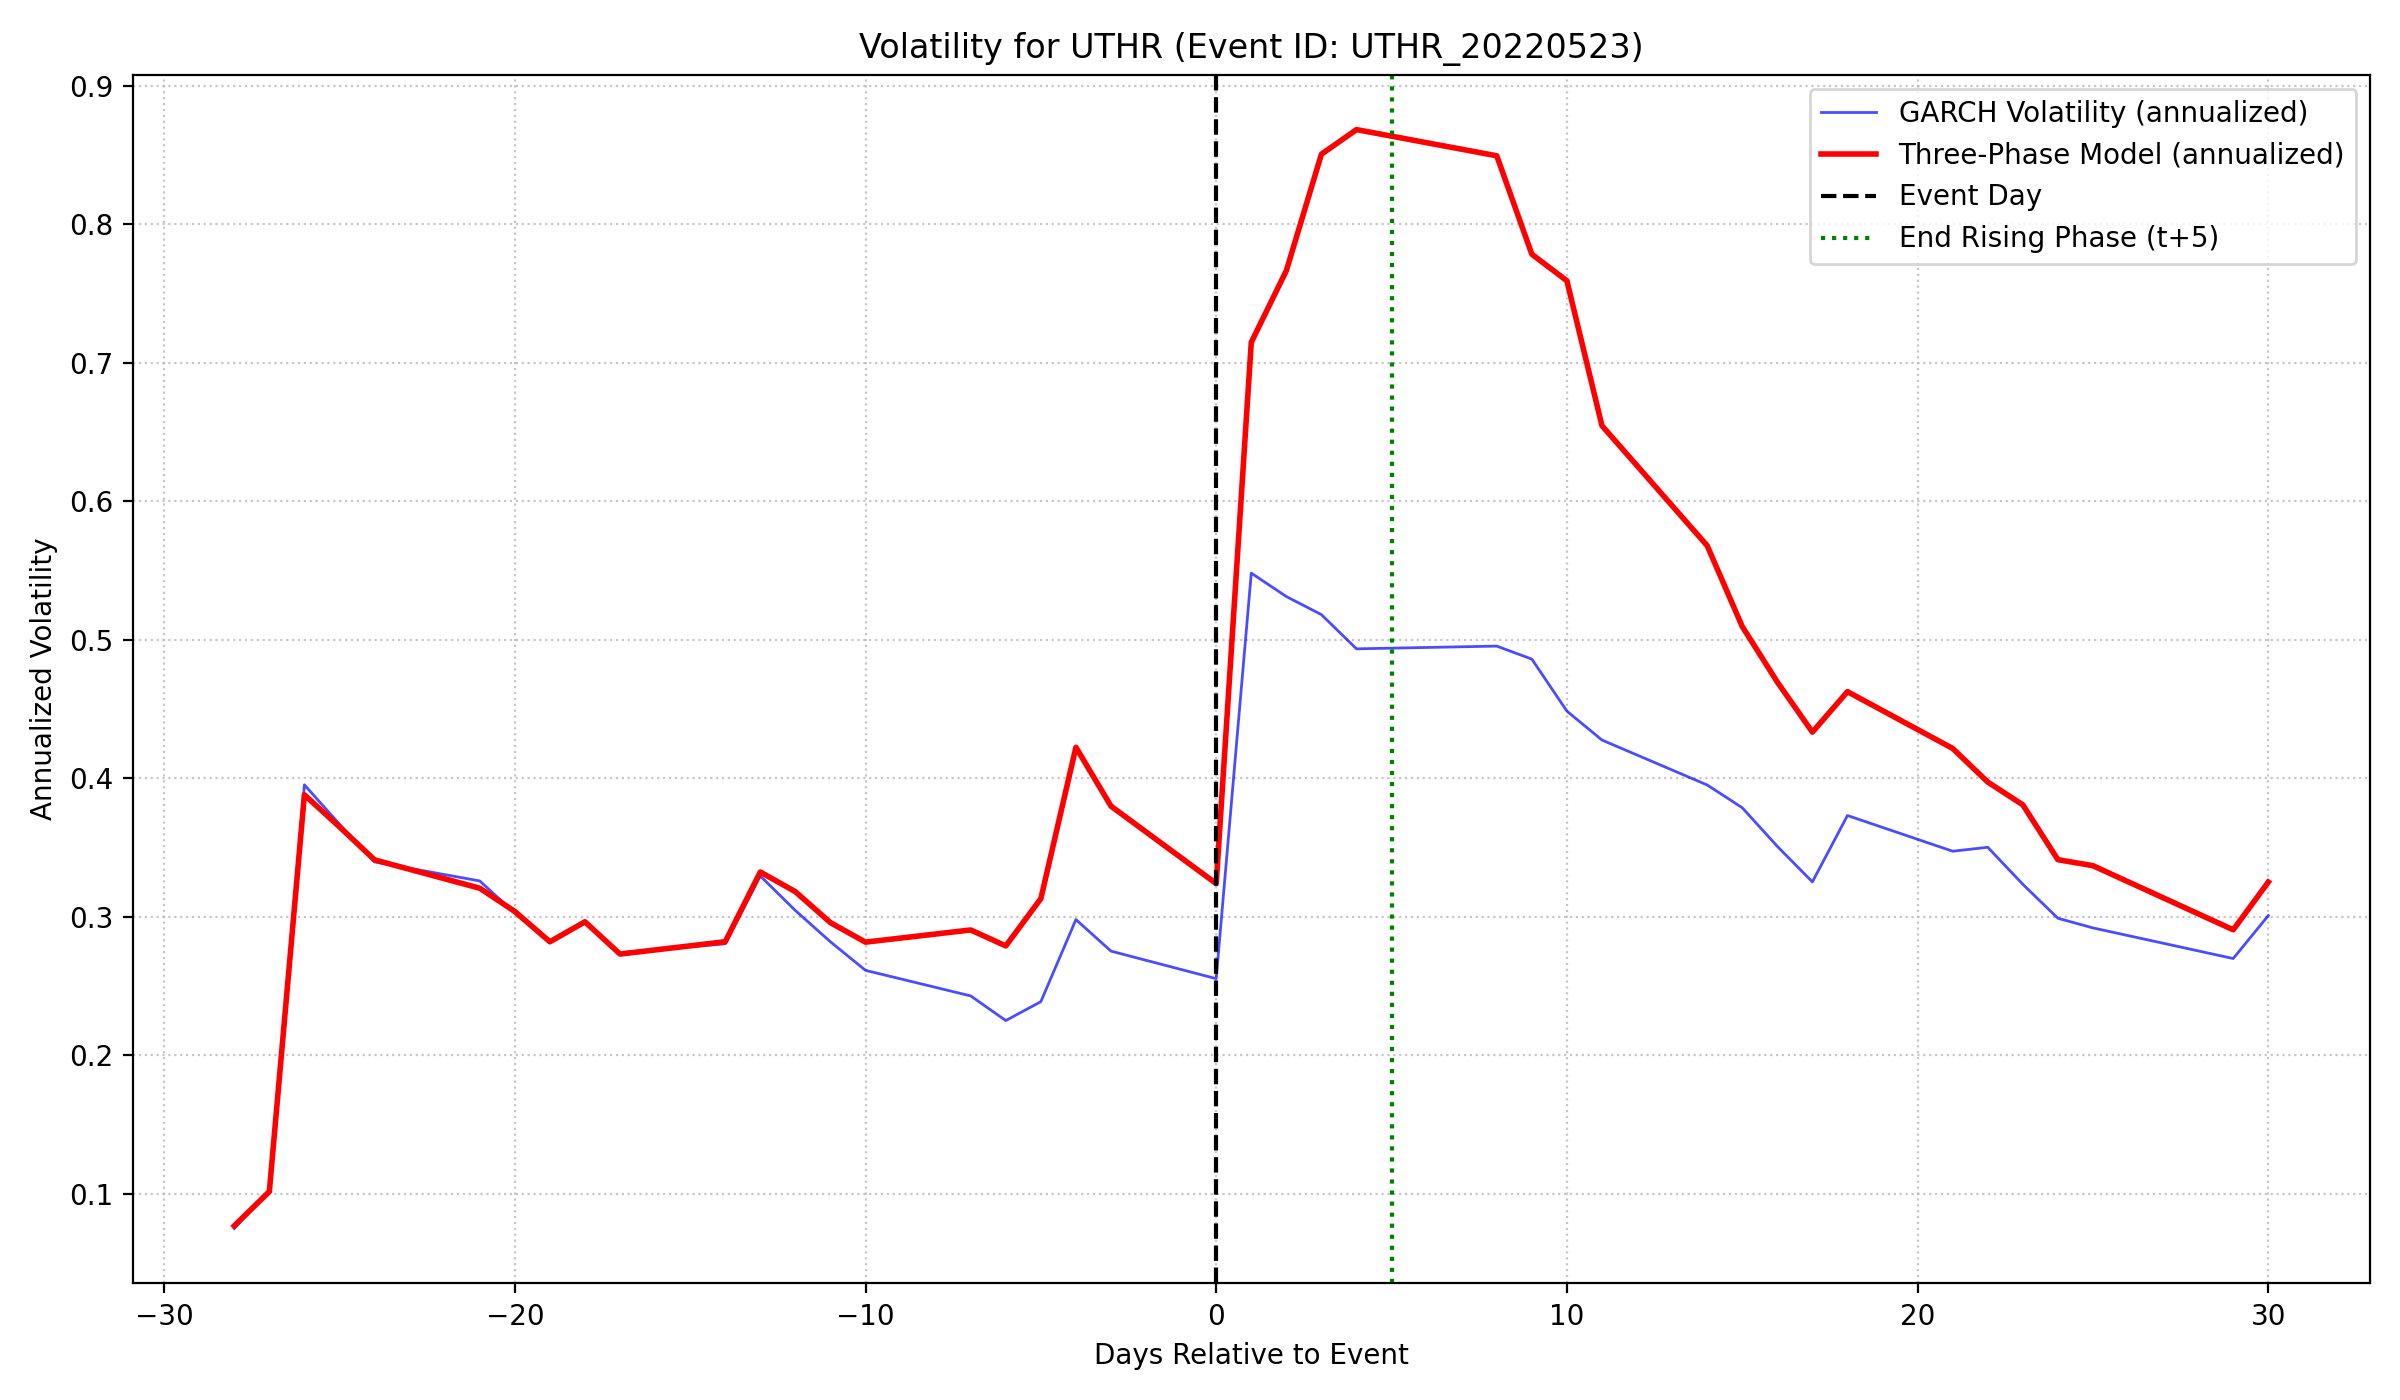 Volatility for UTHR (Event ID: UTHR_20220523)
GARCH Volatility (annualized)
Three-Phase Model (annualized)
Event Day
End Rising Phase (t+5)
Annualized Volatility
0.9
0.8
0.7
0.6
0.5
0.4
0.3
0.2
0.1
−30 −20 −10 0 10 20 30
Days Relative to Event